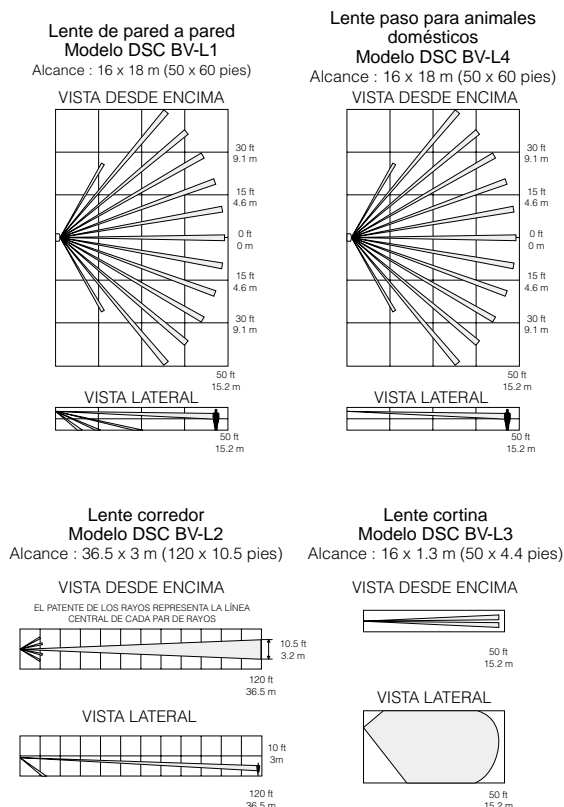 Lente de pared a pared
Modelo DSC BV-L1
Alcance : 16 x 18 m (50 x 60 pies)
VISTA DESDE ENCIMA
30 ft
9.1 m
15 ft
4.6 m
0 ft
0 m
15 ft
4.6 m
30 ft
9.1 m
50 ft
15.2 m
VISTA LATERAL
50 ft
15.2 m
Lente paso para animales
domésticos
Modelo DSC BV-L4
Alcance : 16 x 18 m (50 x 60 pies)
VISTA DESDE ENCIMA
30 ft
9.1 m
15 ft
4.6 m
0 ft
0 m
15 ft
4.6 m
30 ft
9.1 m
50 ft
15.2 m
VISTA LATERAL
50 ft
15.2 m
Lente corredor
Modelo DSC BV-L2
Alcance : 36.5 x 3 m (120 x 10.5 pies)
VISTA DESDE ENCIMA
EL PATENTE DE LOS RAYOS REPRESENTA LA LÍNEA
CENTRAL DE CADA PAR DE RAYOS
10.5 ft
3.2 m
120 ft
36.5 m
VISTA LATERAL
10 ft
3m
120 ft
36.5 m
Lente cortina
Modelo DSC BV-L3
Alcance : 16 x 1.3 m (50 x 4.4 pies)
VISTA DESDE ENCIMA
50 ft
15.2 m
VISTA LATERAL
50 ft
15.2 m